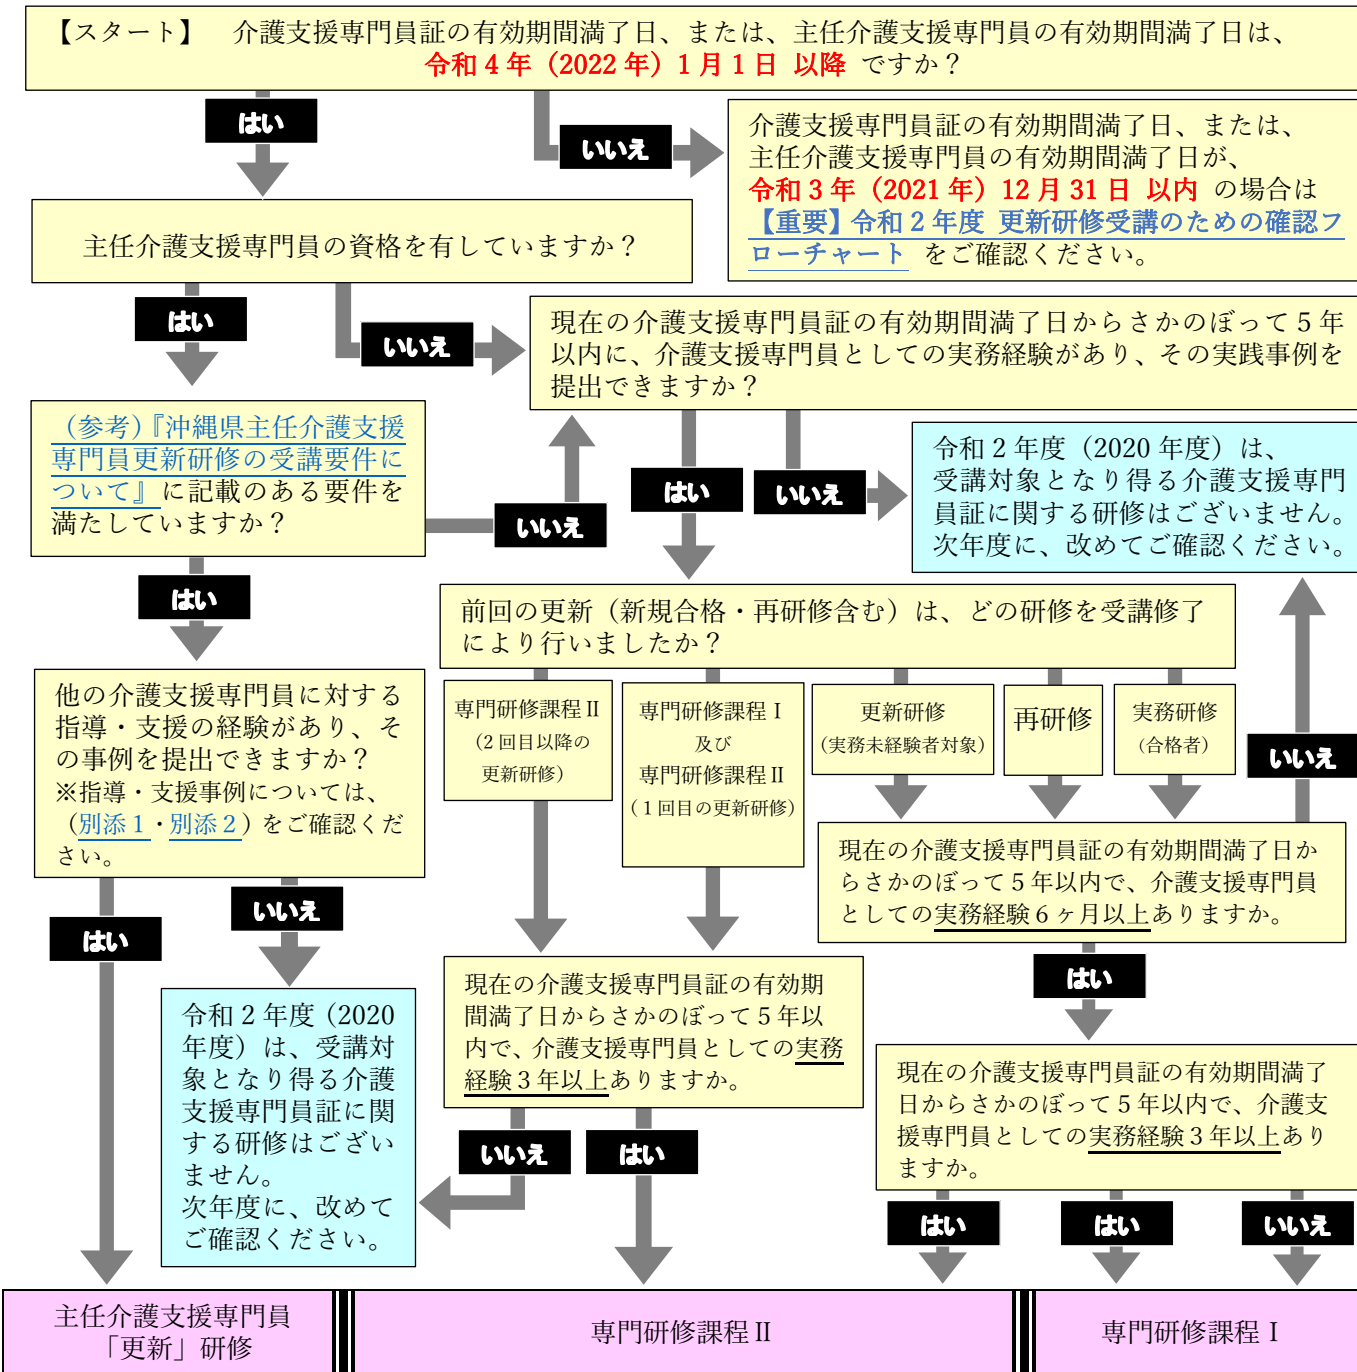 【スタート】 介護支援専門員証の有効期間満了日、または、主任介護支援専門員の有効期間満了日は、
令和4年（2022年）1月1日 以降 ですか？
はい
いいえ
介護支援専門員証の有効期間満了日、または、
主任介護支援専門員の有効期間満了日が、
令和3年（2021年）12月31日 以内 の場合は
【重要】令和2年度 更新研修受講のための確認フ
ローチャート をご確認ください。
主任介護支援専門員の資格を有していますか？
はい
いいえ
現在の介護支援専門員証の有効期間満了日からさかのぼって5年
以内に、介護支援専門員としての実務経験があり、その実践事例を
提出できますか？
（参考）『沖縄県主任介護支援
専門員更新研修の受講要件に
ついて』に記載のある要件を
満たしていますか？
いいえ
はい
はい
いいえ
令和2年度（2020年度）は、
受講対象となり得る介護支援専門
員証に関する研修はございません。
次年度に、改めてご確認ください。
前回の更新（新規合格・再研修含む）は、どの研修を受講修了
により行いましたか？
専門研修課程Ⅱ
（2回目以降の
更新研修）
専門研修課程Ⅰ
及び
専門研修課程Ⅱ
（1回目の更新研修）
更新研修
（実務未経験者対象）
再研修
実務研修
（合格者）
いいえ
他の介護支援専門員に対する
指導・支援の経験があり、そ
の事例を提出できますか？
※指導・支援事例については、
（別添1・別添2）をご確認くだ
さい。
はい
いいえ
現在の介護支援専門員証の有効期間満了日か
らさかのぼって5年以内で、介護支援専門員
としての実務経験6ヶ月以上ありますか。
はい
令和2年度（2020
年度）は、受講対
象となり得る介護
支援専門員証に関
する研修はござい
ません。
次年度に、改めて
ご確認ください。
現在の介護支援専門員証の有効期
間満了日からさかのぼって5年以
内で、介護支援専門員としての実務
経験3年以上ありますか。
いいえ
はい
現在の介護支援専門員証の有効期間満了
日からさかのぼって5年以内で、介護支
援専門員としての実務経験3年以上あり
ますか。
はい
はい
いいえ
主任介護支援専門員
「更新」研修
専門研修課程Ⅱ
専門研修課程Ⅰ